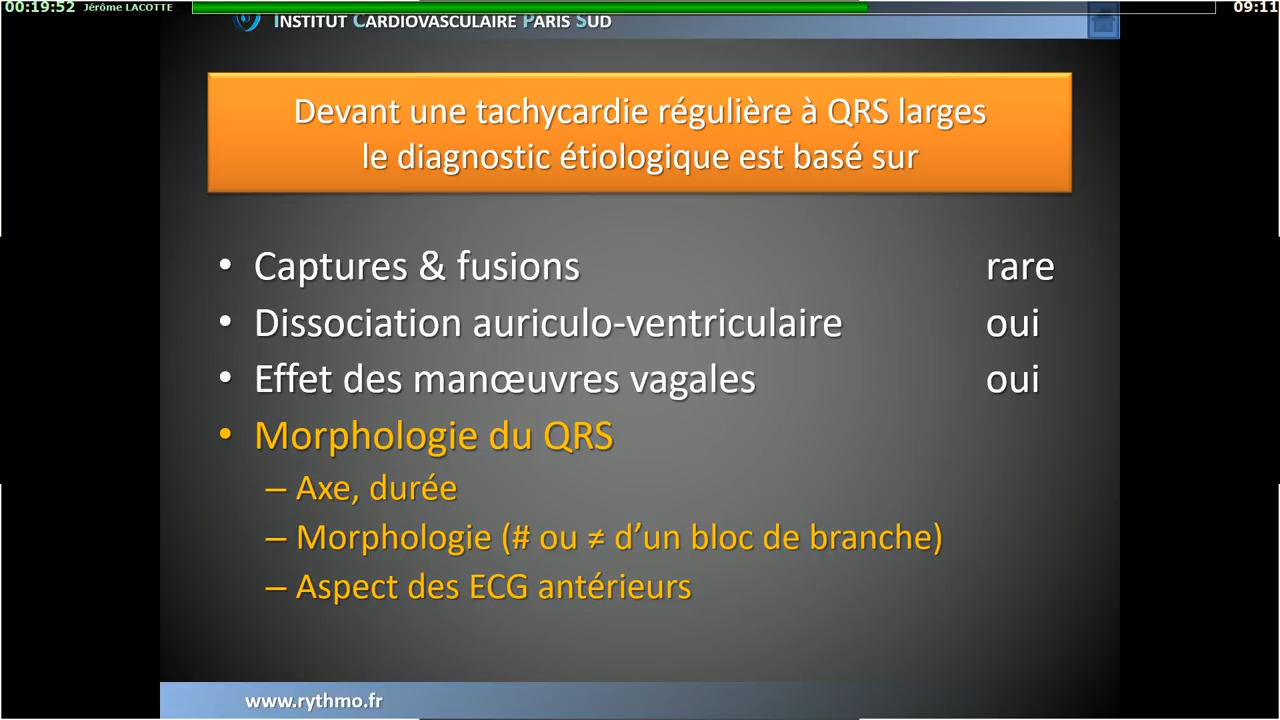 00:19:52 Jérôme LACOTTE 09:11
INSTITUT CARDIOVASCULAIRE PARIS SUD
Devant une tachycardie régulière à QRS larges
le diagnostic étiologique est basé sur
• Captures & fusions rare
• Dissociation auriculo-ventriculaire oui
• Effet des manœuvres vagales oui
• Morphologie du QRS
– Axe, durée
– Morphologie (# ou ≠ d’un bloc de branche)
– Aspect des ECG antérieurs
www.rythmo.fr